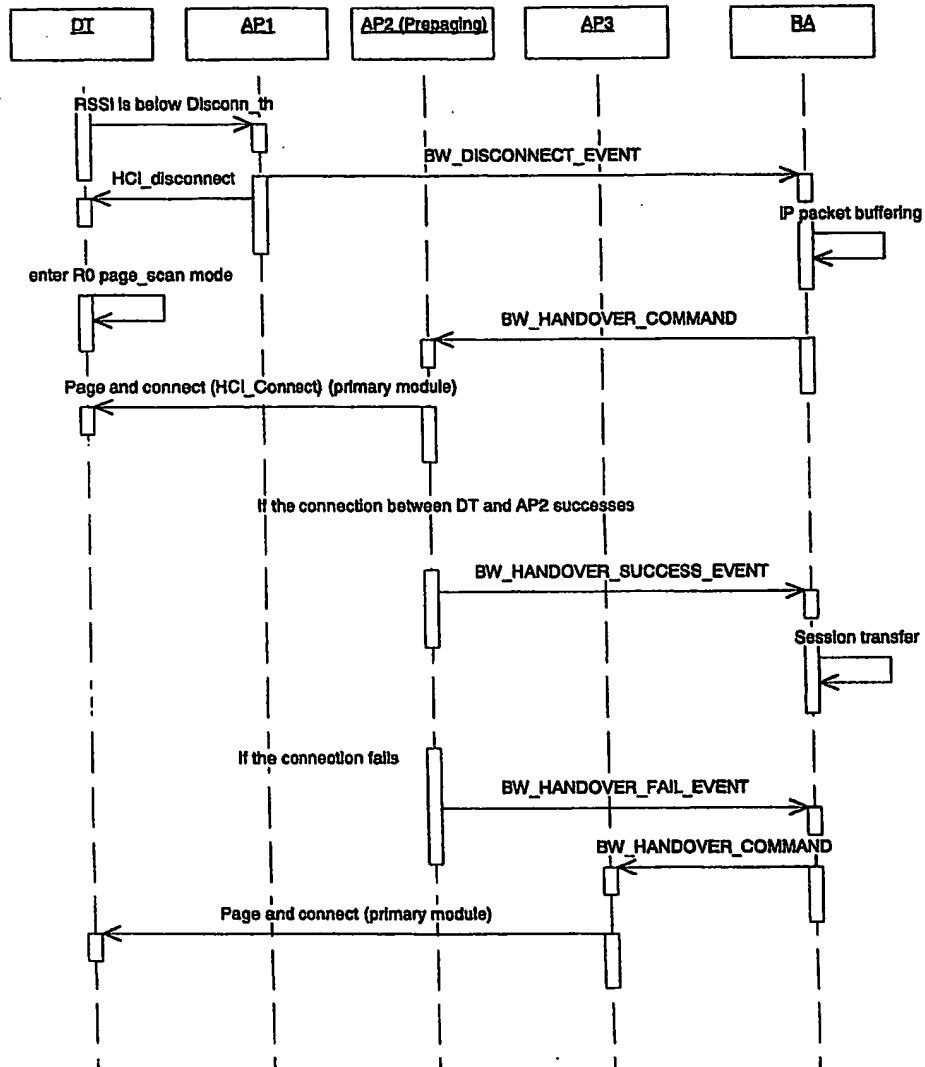 DT
AP1
AP2 (Prepaging)
AP3
RA
RSSI is below Disconn_th
BW_DISCONNECT_EVENT
HCI_disconnect
IP packet buffering
enter R0 page_scan mode
BW_HANDOVER_COMMAND
Page and connect (HCI_Connect) (primary module)
If the connection between DT and AP2 successes
BW_HANDOVER_SUCCESS_EVENT
Session transfer
If the connection fails
BW_HANDOVER_FAIL_EVENT
BW_HANDOVER_COMMAND
Page and connect (primary module)